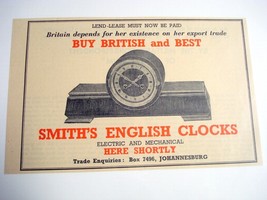 LEND-LEASE MUST NOW BE PAID
Britain depends for her existence on her export trade
BUY BRITISH and BEST
SMITH'S ENGLISH CLOCKS
ELECTRIC AND MECHANICAL
HERE SHORTLY
Trade Enquiries: Box 7496, JOHANNESBURG